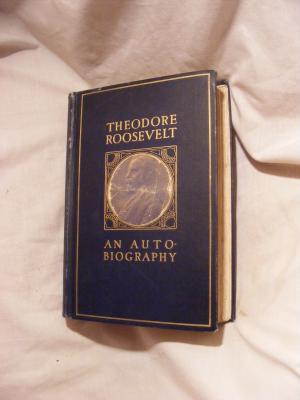 THEODORE
ROOSEVELT
AN AUTO-
BIOGRAPHY